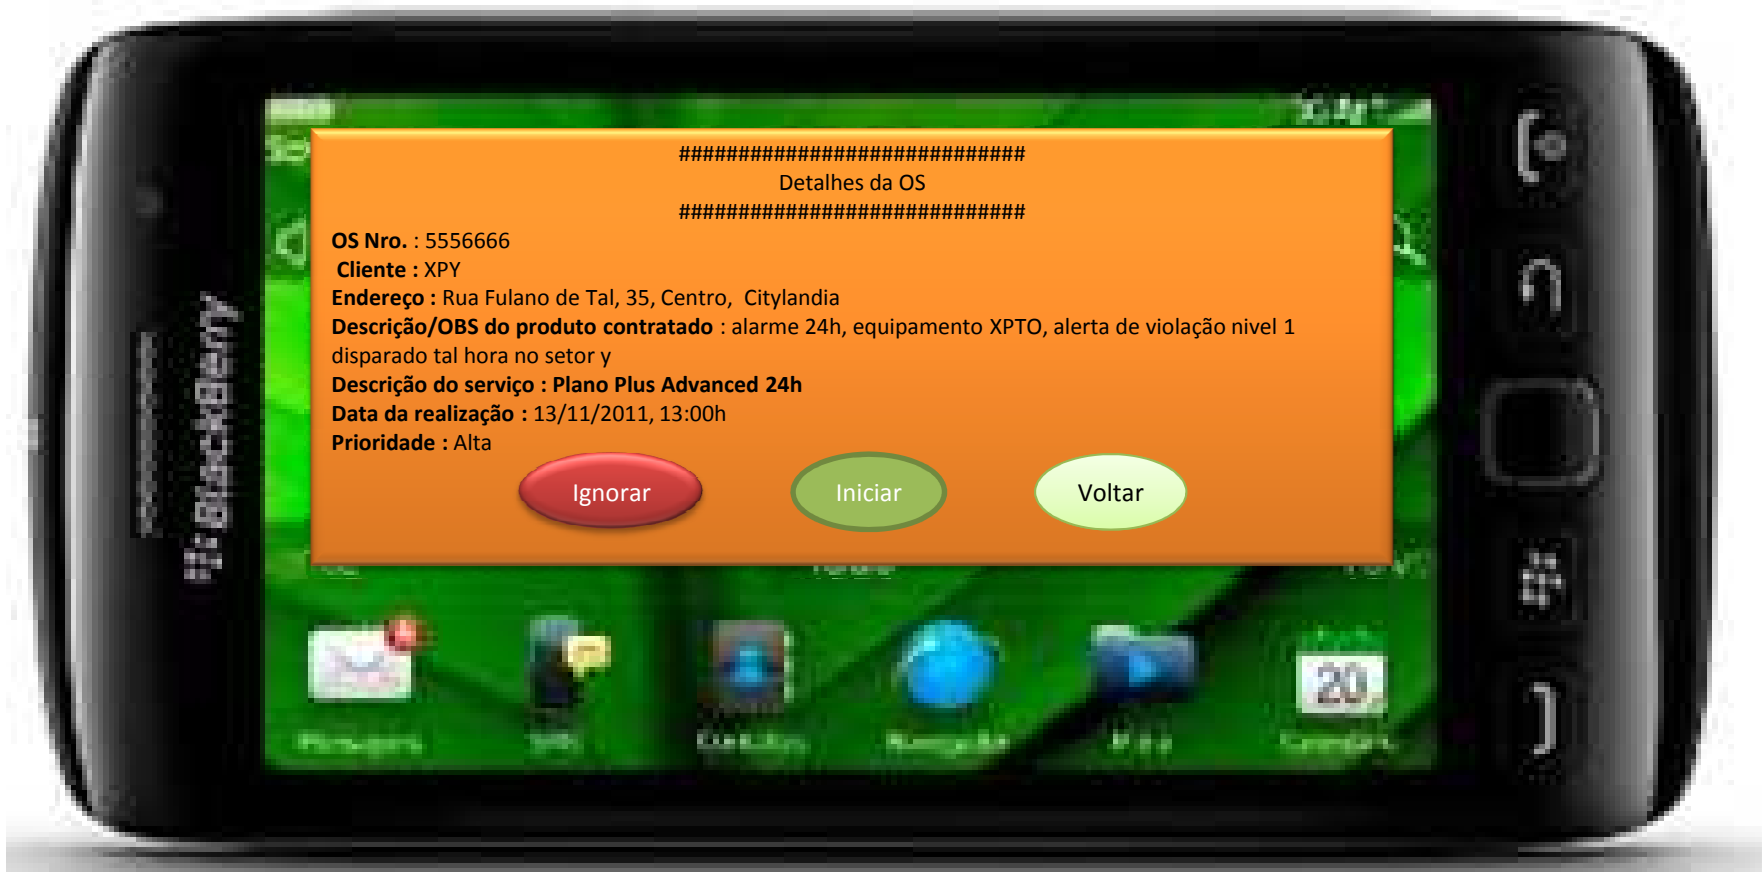 #############################
Detalhes da OS
#############################
OS Nro. : 5556666
Cliente : XPY
Endereço : Rua Fulano de Tal, 35, Centro, Citylandia
Descrição/OBS do produto contratado : alarme 24h, equipamento XPTO, alerta de violação nivel 1
disparado tal hora no setor y
Descrição do serviço : Plano Plus Advanced 24h
Data da realização : 13/11/2011, 13:00h
Prioridade : Alta
Ignorar Iniciar Voltar
BlackBerry
20